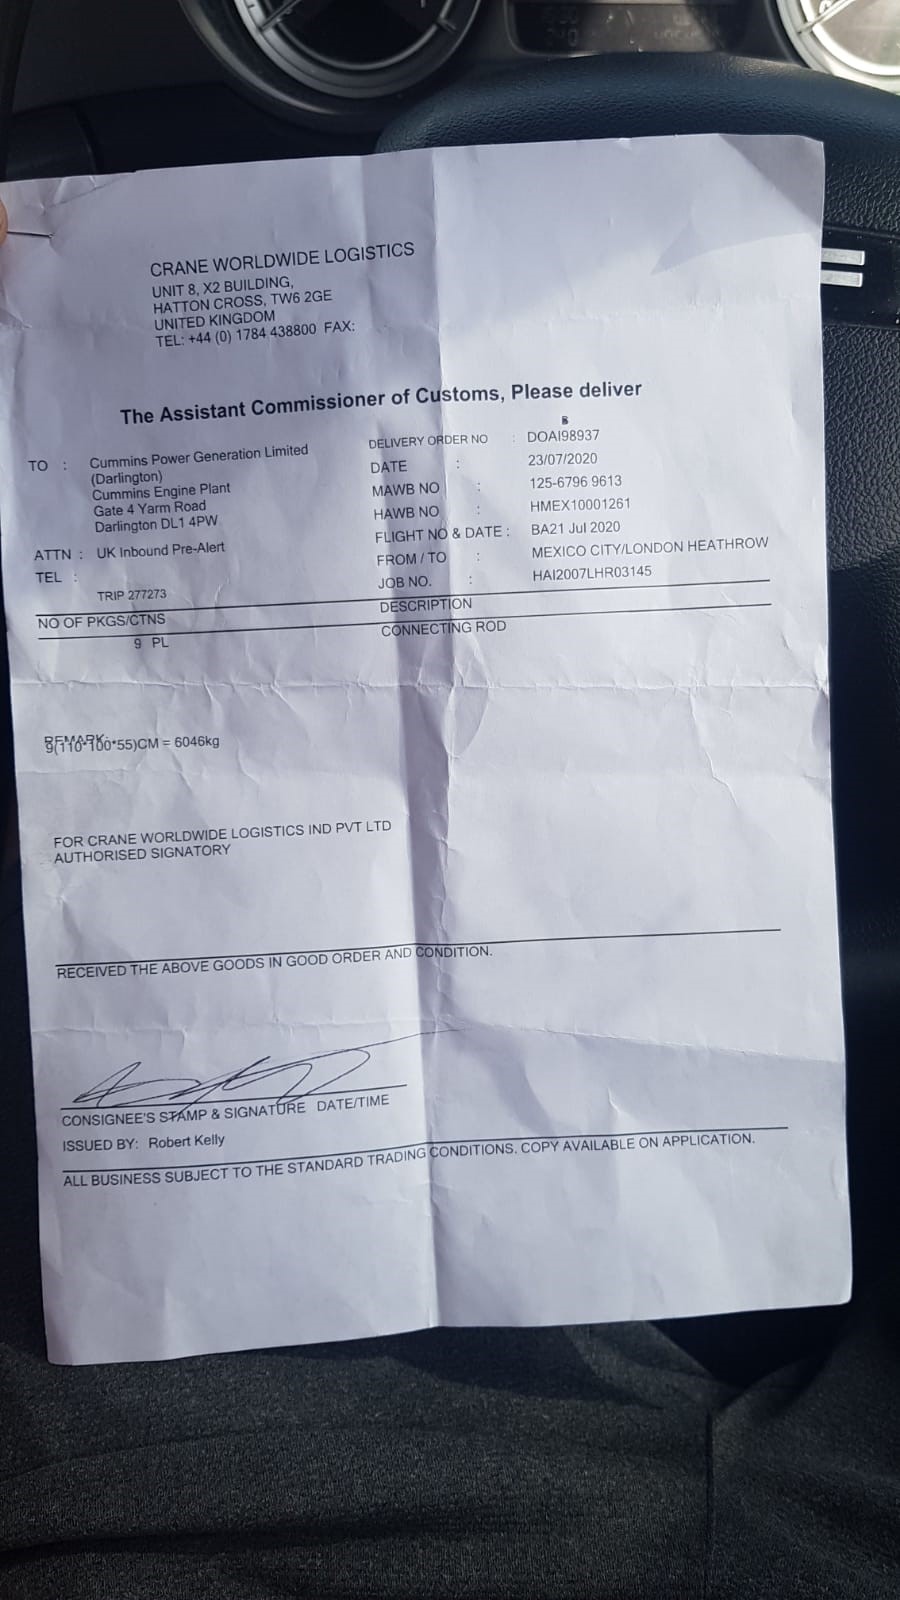 CRANE WORLDWIDE LOGISTICS
UNIT 8, X2 BUILDING,
HATTON CROSS, TW6 2GE
UNITED KINGDOM
TEL: +44 (0) 1784 438800 FAX:
The Assistant Commissioner of Customs, Please deliver
TO : Cummins Power Generation Limited
(Darlington)
Cummins Engine Plant
Gate 4 Yarm Road
Darlington DL1 4PW
ATTN : UK Inbound Pre-Alert
TEL :
TRIP 277273
DELIVERY ORDER NO : DOAI98937
DATE : 23/07/2020
MAWB NO : 125-6796 9613
HAWB NO : HMEX10001261
FLIGHT NO & DATE : BA21 Jul 2020
FROM / TO : MEXICO CITY/LONDON HEATHROW
JOB NO. : HAI2007LHR03145
NO OF PKGS/CTNS DESCRIPTION
9 PL CONNECTING ROD
REMARK:
9(110*100*55)CM = 6046kg
FOR CRANE WORLDWIDE LOGISTICS IND PVT LTD
AUTHORISED SIGNATORY
RECEIVED THE ABOVE GOODS IN GOOD ORDER AND CONDITION.
CONSIGNEE'S STAMP & SIGNATURE DATE/TIME
ISSUED BY: Robert Kelly
ALL BUSINESS SUBJECT TO THE STANDARD TRADING CONDITIONS. COPY AVAILABLE ON APPLICATION.